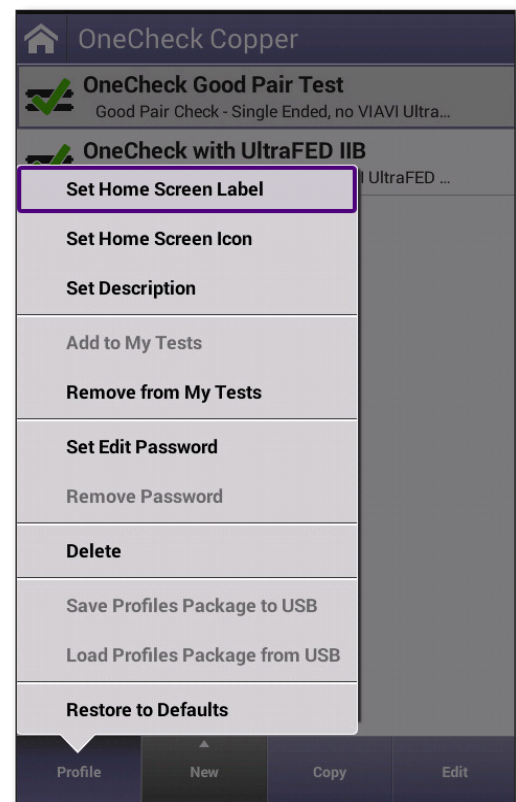 OneCheck Copper
OneCheck Good Pair Test
Good Pair Check - Single Ended, no VIAVI Ultra...
OneCheck with UltraFED IIB
UltraFED ...
Set Home Screen Label
Set Home Screen Icon
Set Description
Add to My Tests
Remove from My Tests
Set Edit Password
Remove Password
Delete
Save Profiles Package to USB
Load Profiles Package from USB
Restore to Defaults
Profile New Copy Edit